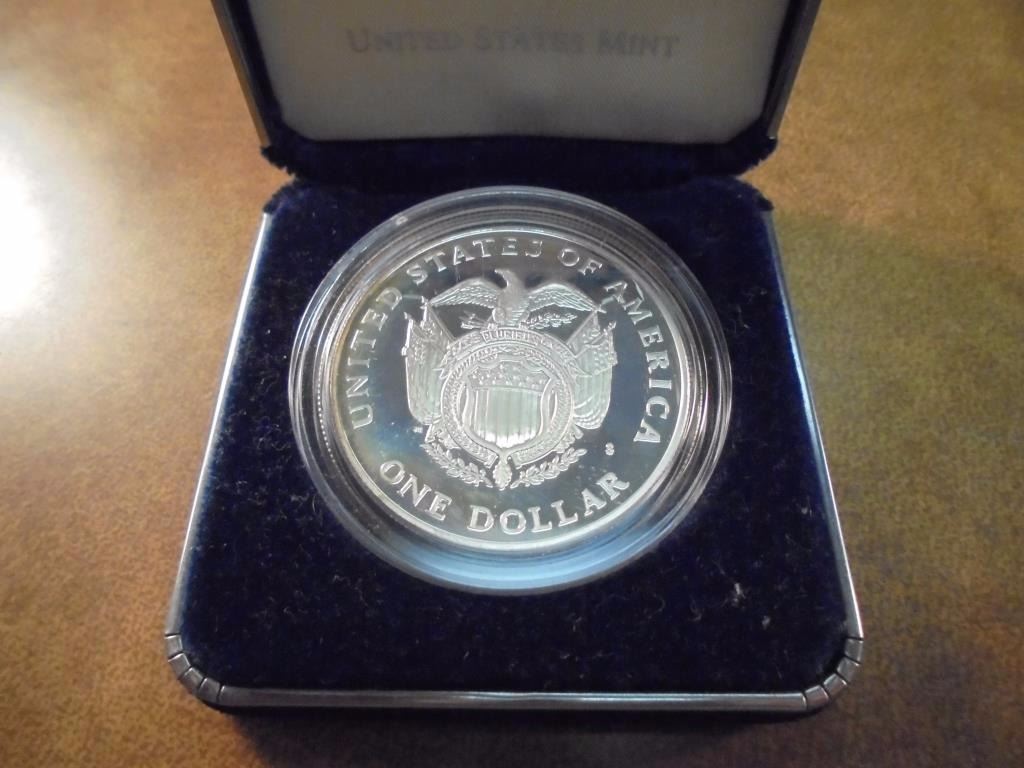 UNITED STATES MINT
UNITED STATES OF AMERICA
S
ONE DOLLAR